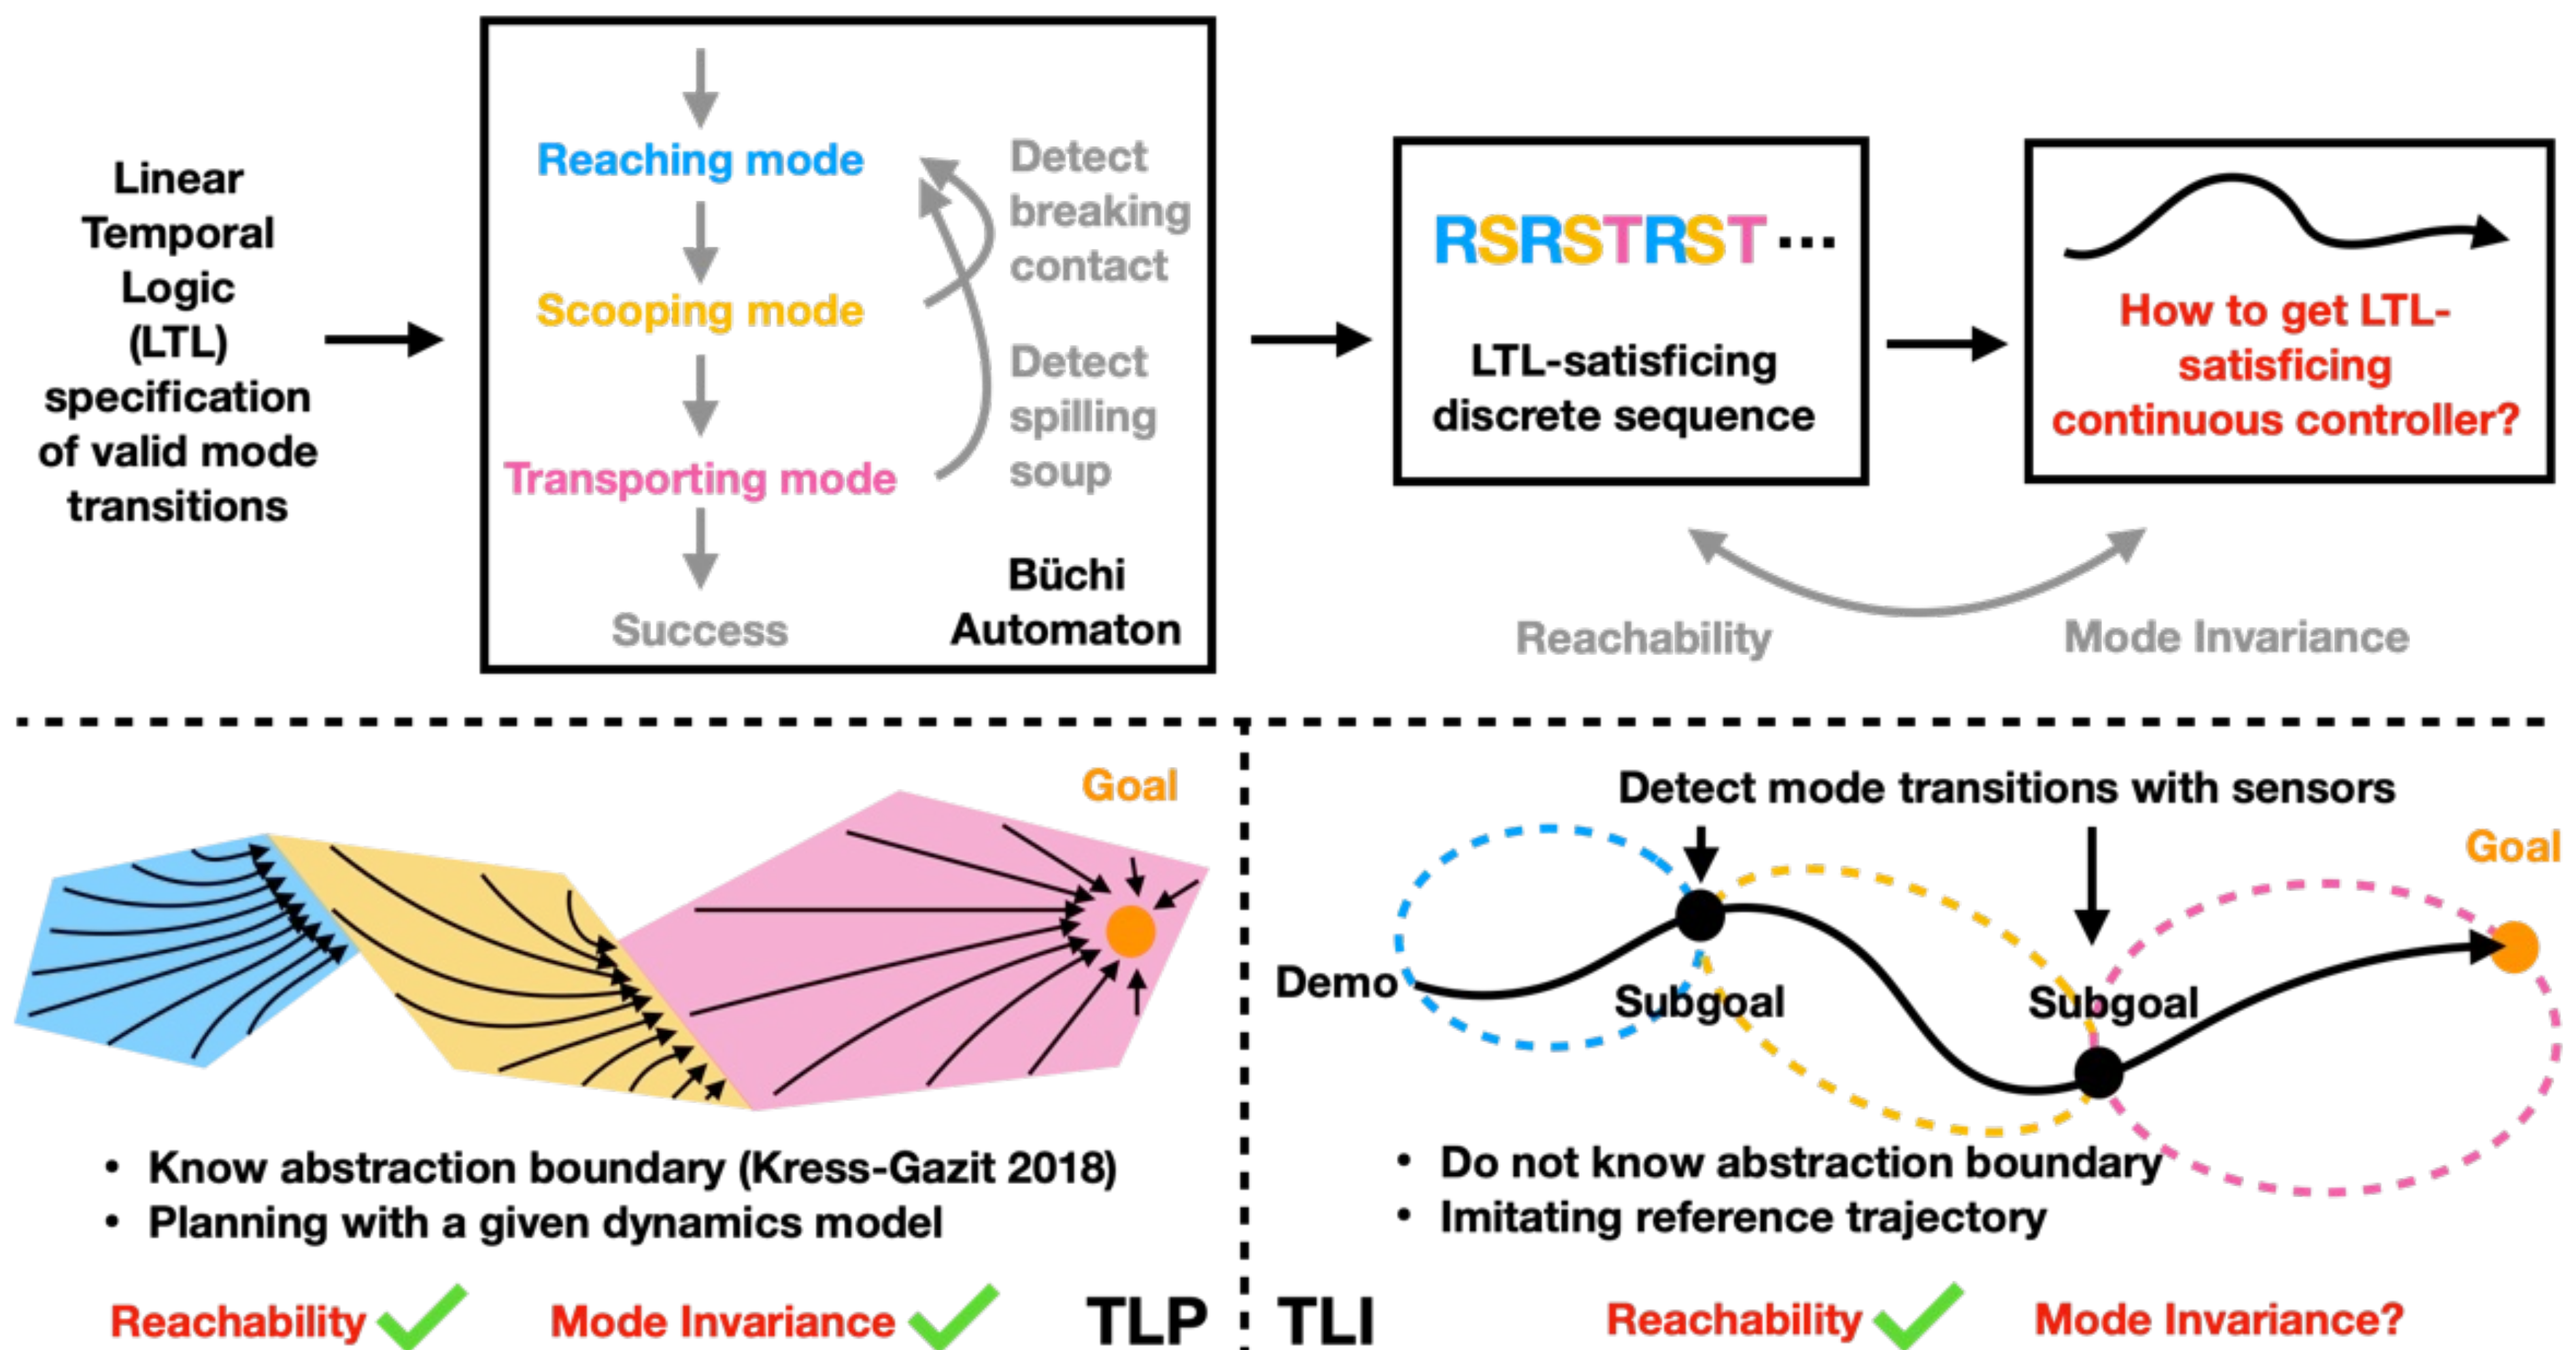 Linear
Temporal
Logic
(LTL)
specification
of valid mode
transitions
Reaching mode
Scooping mode
Transporting mode
Success
Detect
breaking
contact
Detect
spilling
soup
Büchi
Automaton
RSRSTRST...
LTL-satisficing
discrete sequence
How to get LTL-
satisficing
continuous controller?
Reachability
Mode Invariance
Goal
• Know abstraction boundary (Kress-Gazit 2018)
• Planning with a given dynamics model
Reachability
Mode Invariance
TLP
Detect mode transitions with sensors
Goal
Demo
Subgoal
Subgoal
• Do not know abstraction boundary
• Imitating reference trajectory
TLI
Reachability
Mode Invariance?